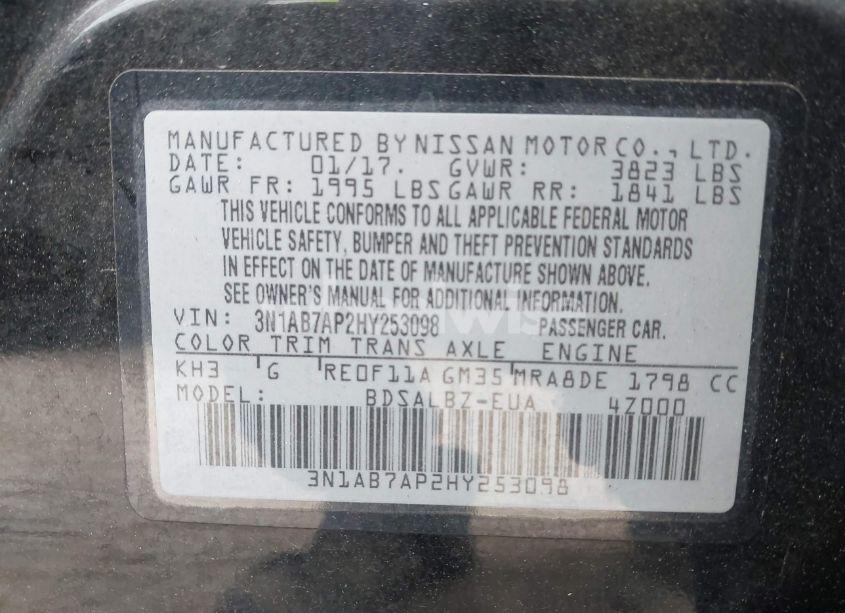 MANUFACTURED BY NISSAN MOTOR CO., LTD.
DATE: 01/17. GVWR: 3823 LBS
GAWR FR: 1995 LBS GAWR RR: 1841 LBS
THIS VEHICLE CONFORMS TO ALL APPLICABLE FEDERAL MOTOR
VEHICLE SAFETY, BUMPER AND THEFT PREVENTION STANDARDS
IN EFFECT ON THE DATE OF MANUFACTURE SHOWN ABOVE.
SEE OWNER'S MANUAL FOR ADDITIONAL INFORMATION.
VIN: 3N1AB7AP2HY253098 PASSENGER CAR.
COLOR TRIM TRANS AXLE ENGINE
KH3 G RE0F11A GM35 MRA8DE 1798 CC
MODEL: BDSALBZ-EUA 4Z000
3N1AB7AP2HY253098